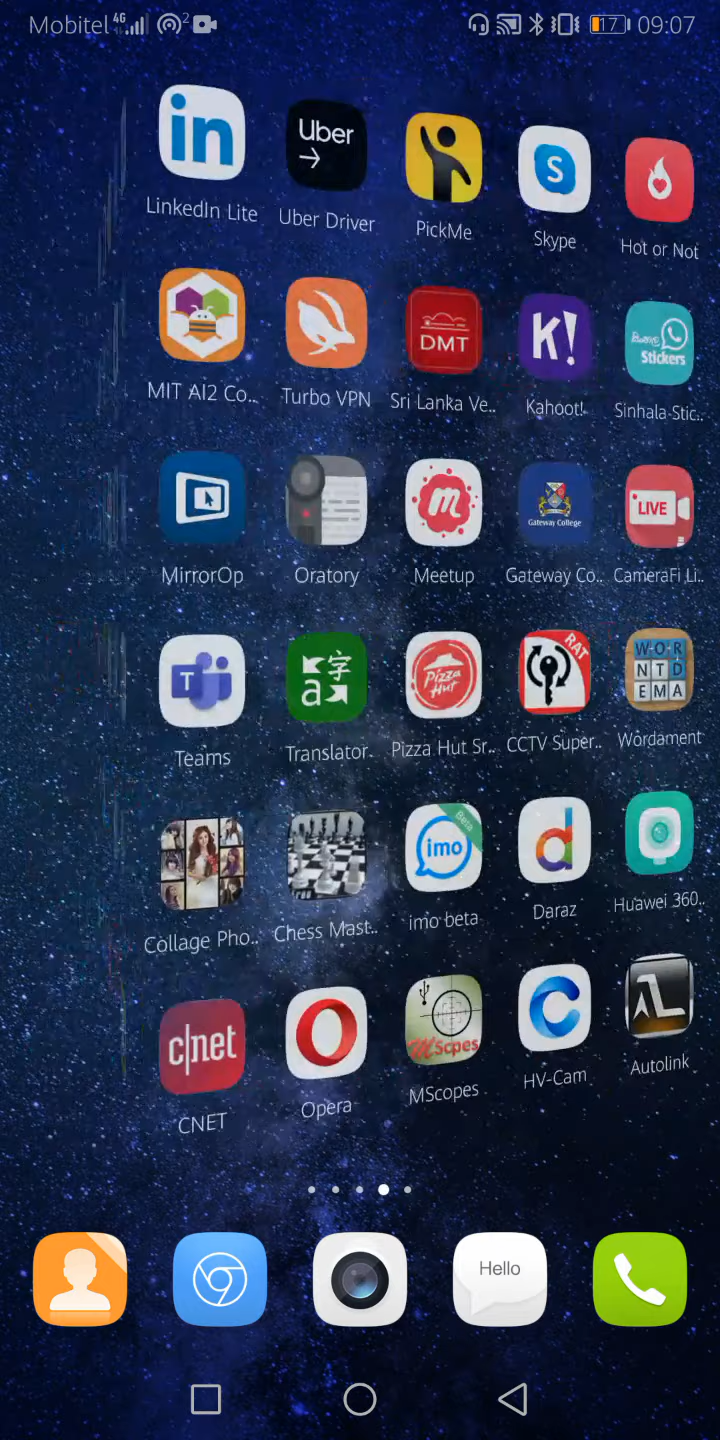 Mobitel 4G 2 17 09:07
in Uber S
LinkedIn Lite Uber Driver PickMe Skype Hot or Not
DMT K! Stickers
MIT AI2 Co.. Turbo VPN Sri Lanka Ve.. Kahoot! Sinhala Stic..
m Gateway College LIVE
MirrorOp Oratory Meetup Gateway Co.. CameraFi Li..
T a 字 Pizza Hut RAT WOR NTD EMA
Teams Translator Pizza Hut Sr.. CCTV Super.. Wordament
imo Beta d
Collage Pho.. Chess Mast.. imo beta Daraz Huawei 360..
c|net MScpes C AL
CNET Opera MScopes HV-Cam Autolink
Hello